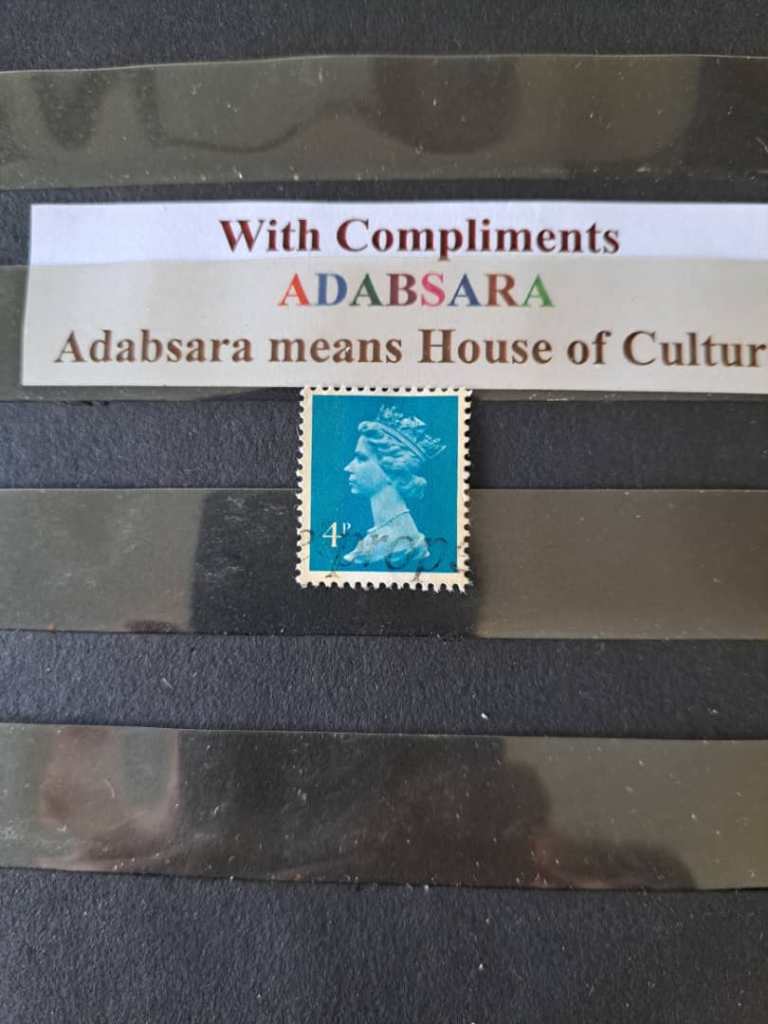 With Compliments
ADABSARA
Adabsara means House of Cultur
4P